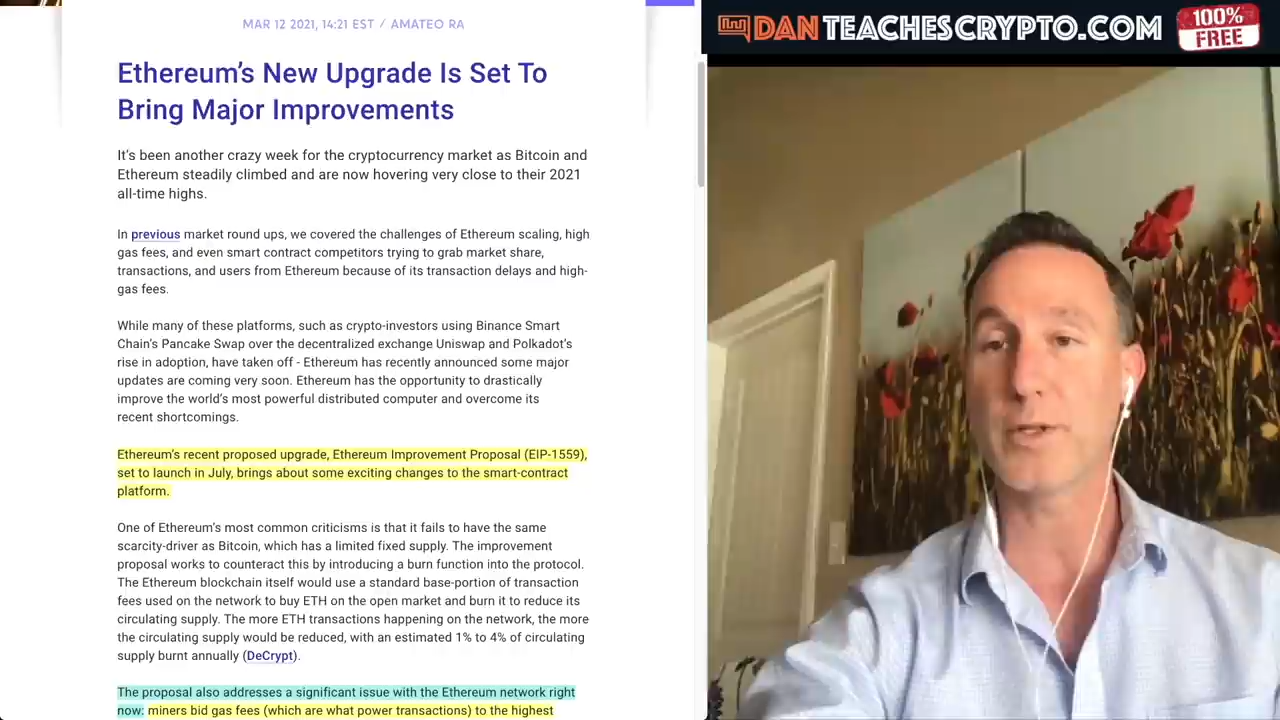 MAR 12 2021, 14:21 EST / AMATEO RA
Ethereum's New Upgrade Is Set To
Bring Major Improvements
It's been another crazy week for the cryptocurrency market as Bitcoin and
Ethereum steadily climbed and are now hovering very close to their 2021
all-time highs.
In previous market round ups, we covered the challenges of Ethereum scaling, high
gas fees, and even smart contract competitors trying to grab market share,
transactions, and users from Ethereum because of its transaction delays and high-
gas fees.
While many of these platforms, such as crypto-investors using Binance Smart
Chain's Pancake Swap over the decentralized exchange Uniswap and Polkadot's
rise in adoption, have taken off - Ethereum has recently announced some major
updates are coming very soon. Ethereum has the opportunity to drastically
improve the world's most powerful distributed computer and overcome its
recent shortcomings.
Ethereum's recent proposed upgrade, Ethereum Improvement Proposal (EIP-1559),
set to launch in July, brings about some exciting changes to the smart-contract
platform.
One of Ethereum's most common criticisms is that it fails to have the same
scarcity-driver as Bitcoin, which has a limited fixed supply. The improvement
proposal works to counteract this by introducing a burn function into the protocol.
The Ethereum blockchain itself would use a standard base-portion of transaction
fees used on the network to buy ETH on the open market and burn it to reduce its
circulating supply. The more ETH transactions happening on the network, the more
the circulating supply would be reduced, with an estimated 1% to 4% of circulating
supply burnt annually (DeCrypt).
The proposal also addresses a significant issue with the Ethereum network right
now: miners bid gas fees (which are what power transactions) to the highest
DANTEACHESCRYPTO.COM
100%
FREE